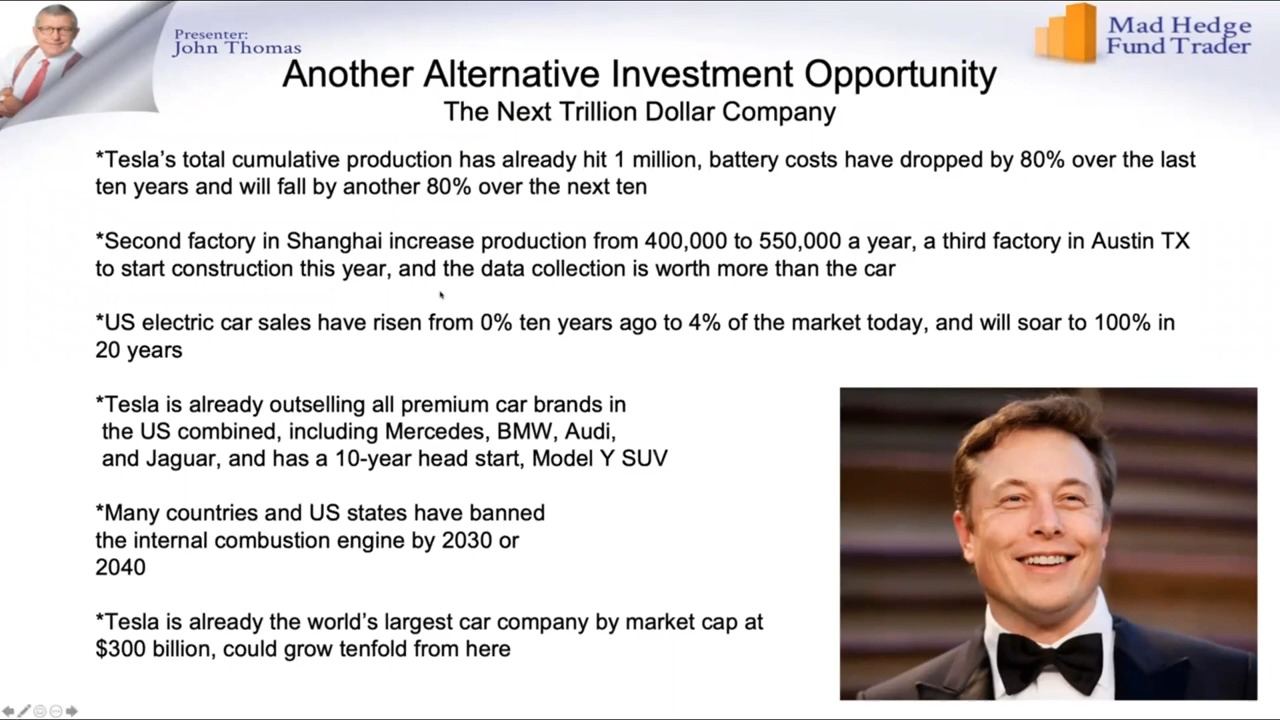 Presenter:
John Thomas
Mad Hedge
Fund Trader
Another Alternative Investment Opportunity
The Next Trillion Dollar Company
*Tesla's total cumulative production has already hit 1 million, battery costs have dropped by 80% over the last
ten years and will fall by another 80% over the next ten
*Second factory in Shanghai increase production from 400,000 to 550,000 a year, a third factory in Austin TX
to start construction this year, and the data collection is worth more than the car
*US electric car sales have risen from 0% ten years ago to 4% of the market today, and will soar to 100% in
20 years
*Tesla is already outselling all premium car brands in
the US combined, including Mercedes, BMW, Audi,
and Jaguar, and has a 10-year head start, Model Y SUV
*Many countries and US states have banned
the internal combustion engine by 2030 or
2040
*Tesla is already the world's largest car company by market cap at
$300 billion, could grow tenfold from here